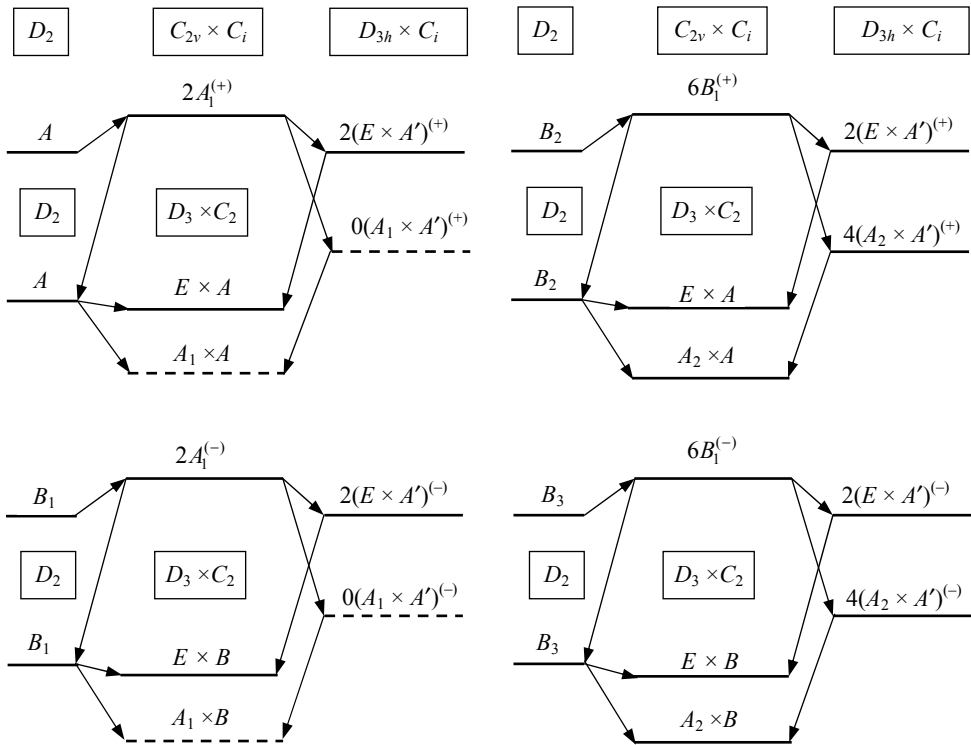 D₂ C₂ᵥ × Cᵢ D₃ₕ × Cᵢ D₂ C₂ᵥ × Cᵢ D₃ₕ × Cᵢ
2A₁⁽⁺⁾ 6B₁⁽⁺⁾
A 2(E × A′)⁽⁺⁾ B₂ 2(E × A′)⁽⁺⁾
D₂ D₃ × C₂ D₂ D₃ × C₂
0(A₁ × A′)⁽⁺⁾ 4(A₂ × A′)⁽⁺⁾
A E × A B₂ E × A
A₁ × A A₂ × A
2A₁⁽⁻⁾ 6B₁⁽⁻⁾
B₁ 2(E × A′)⁽⁻⁾ B₃ 2(E × A′)⁽⁻⁾
D₂ D₃ × C₂ D₂ D₃ × C₂
0(A₁ × A′)⁽⁻⁾ 4(A₂ × A′)⁽⁻⁾
B₁ E × B B₃ E × B
A₁ × B A₂ × B